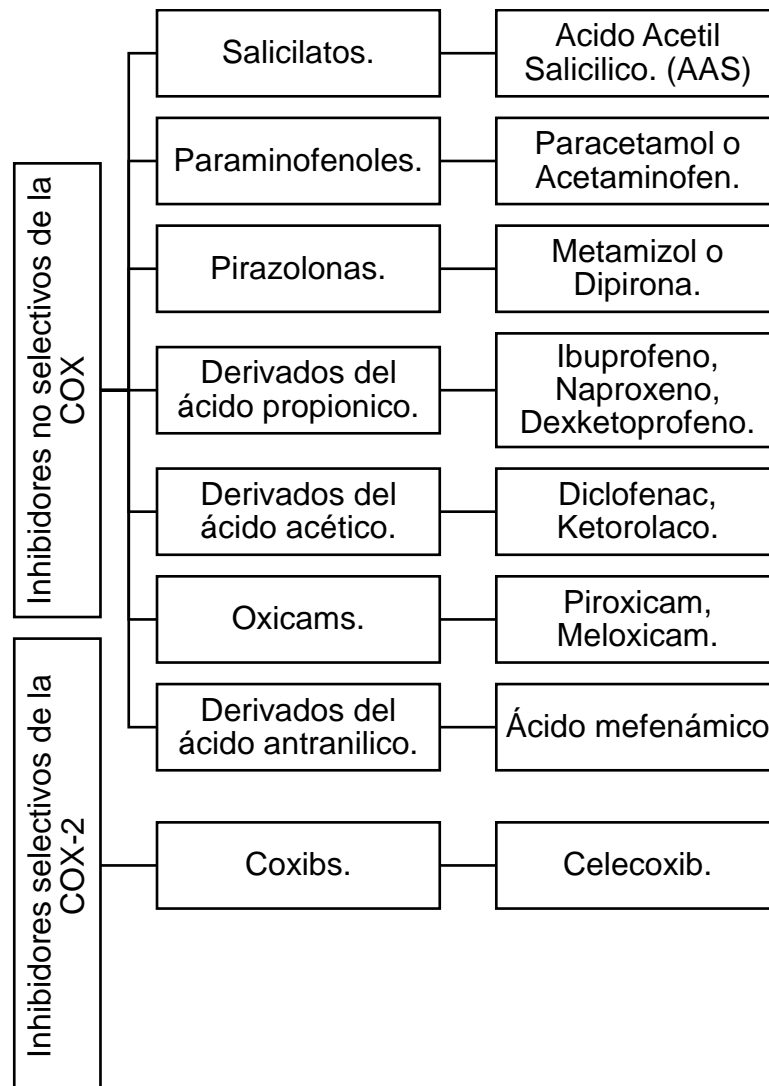 Inhibidores no selectivos de la
COX
Salicilatos.
Acido Acetil
Salicilico. (AAS)
Paraminofenoles.
Paracetamol o
Acetaminofen.
Pirazolonas.
Metamizol o
Dipirona.
Derivados del
ácido propionico.
Ibuprofeno,
Naproxeno,
Dexketoprofeno.
Derivados del
ácido acético.
Diclofenac,
Ketorolaco.
Oxicams.
Piroxicam,
Meloxicam.
Derivados del
ácido antranilico.
Ácido mefenámico
Inhibidores selectivos de la
COX-2
Coxibs.
Celecoxib.